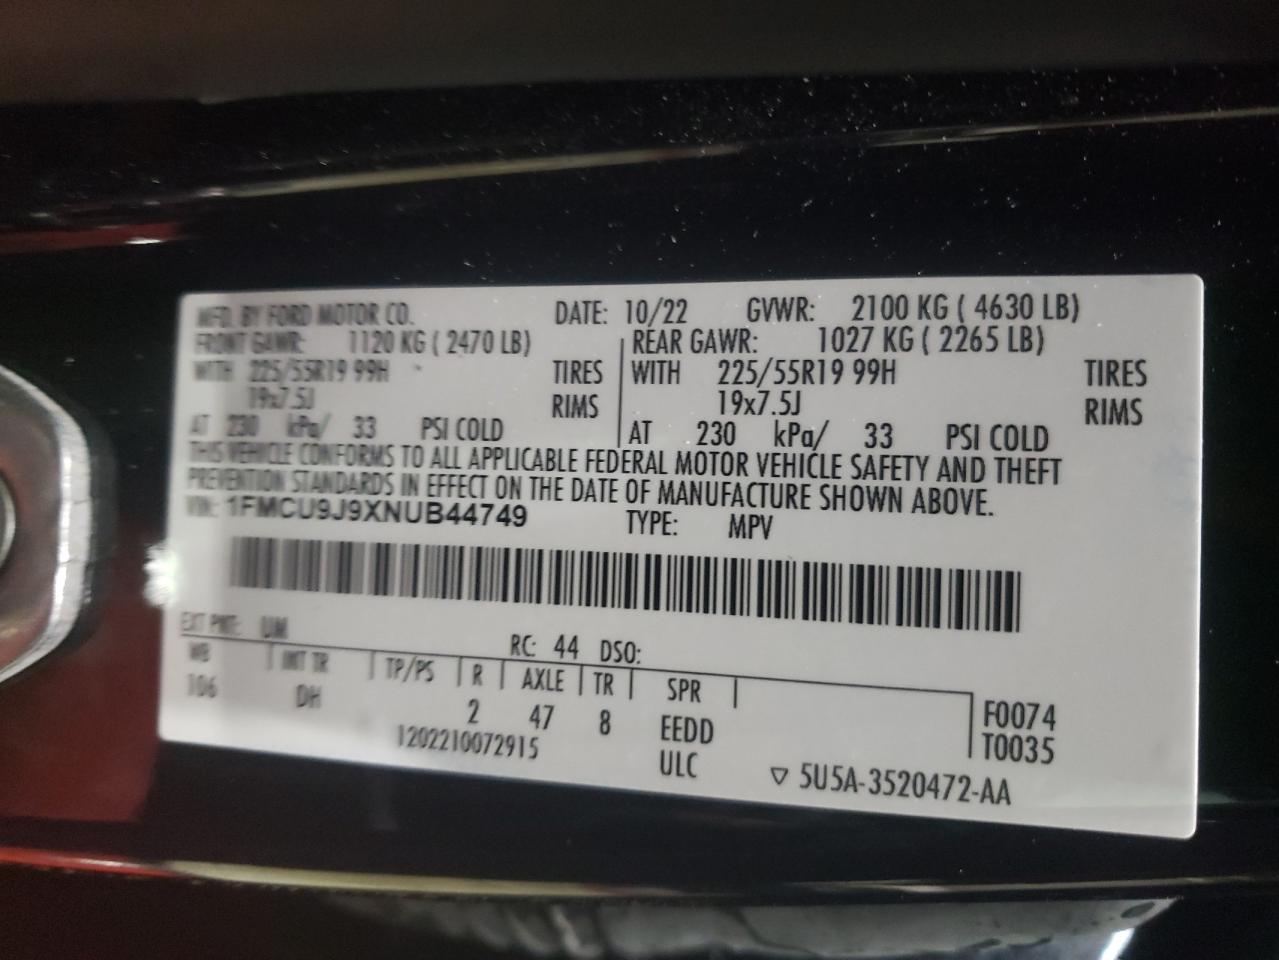 MFD. BY FORD MOTOR CO. DATE: 10/22 GVWR: 2100 KG ( 4630 LB)
FRONT GAWR: 1120 KG ( 2470 LB) REAR GAWR: 1027 KG ( 2265 LB)
WITH 225/55R19 99H TIRES WITH 225/55R19 99H TIRES
19x7.5J RIMS 19x7.5J RIMS
AT 230 kPa/ 33 PSI COLD AT 230 kPa/ 33 PSI COLD
THIS VEHICLE CONFORMS TO ALL APPLICABLE FEDERAL MOTOR VEHICLE SAFETY AND THEFT
PREVENTION STANDARDS IN EFFECT ON THE DATE OF MANUFACTURE SHOWN ABOVE.
VIN: 1FMCU9J9XNUB44749 TYPE: MPV
EXT PNT: UM RC: 44 DSO:
WB INT TR TP/PS R AXLE TR SPR
106 DH 2 47 8 EEDD F0074
1202210072915 ULC T0035
▽ 5U5A-3520472-AA